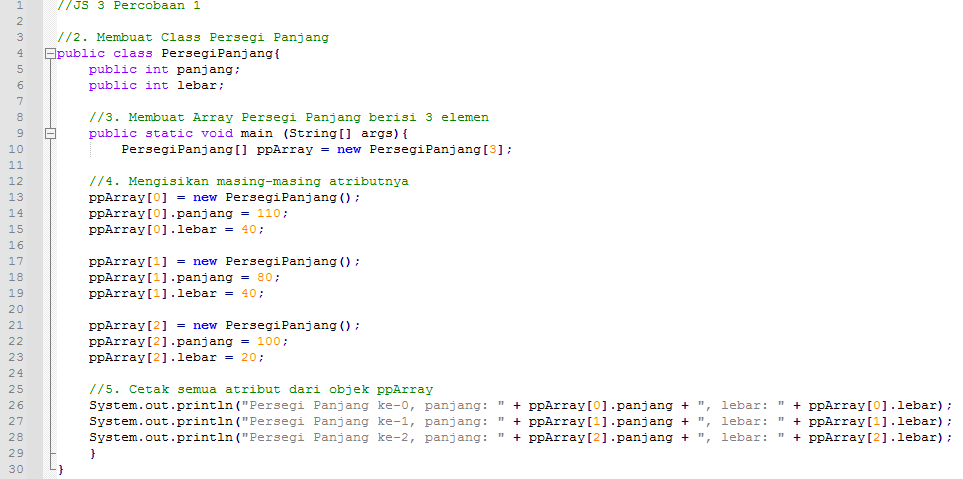 1 //JS 3 Percobaan 1
2
3 //2. Membuat Class Persegi Panjang
4 public class PersegiPanjang{
5 public int panjang;
6 public int lebar;
7
8 //3. Membuat Array Persegi Panjang berisi 3 elemen
9 public static void main (String[] args){
10 PersegiPanjang[] ppArray = new PersegiPanjang[3];
11
12 //4. Mengisikan masing-masing atributnya
13 ppArray[0] = new PersegiPanjang();
14 ppArray[0].panjang = 110;
15 ppArray[0].lebar = 40;
16
17 ppArray[1] = new PersegiPanjang();
18 ppArray[1].panjang = 80;
19 ppArray[1].lebar = 40;
20
21 ppArray[2] = new PersegiPanjang();
22 ppArray[2].panjang = 100;
23 ppArray[2].lebar = 20;
24
25 //5. Cetak semua atribut dari objek ppArray
26 System.out.println("Persegi Panjang ke-0, panjang: " + ppArray[0].panjang + ", lebar: " + ppArray[0].lebar);
27 System.out.println("Persegi Panjang ke-1, panjang: " + ppArray[1].panjang + ", lebar: " + ppArray[1].lebar);
28 System.out.println("Persegi Panjang ke-2, panjang: " + ppArray[2].panjang + ", lebar: " + ppArray[2].lebar);
29 }
30 }